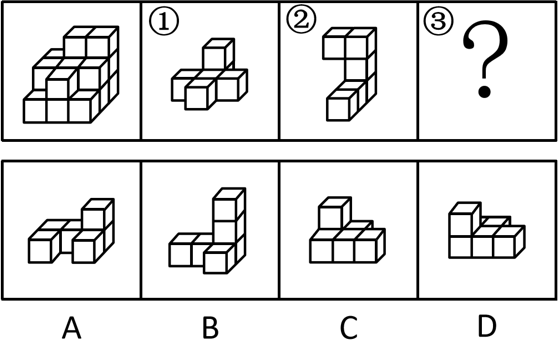 ① ② ③
?
A B C D